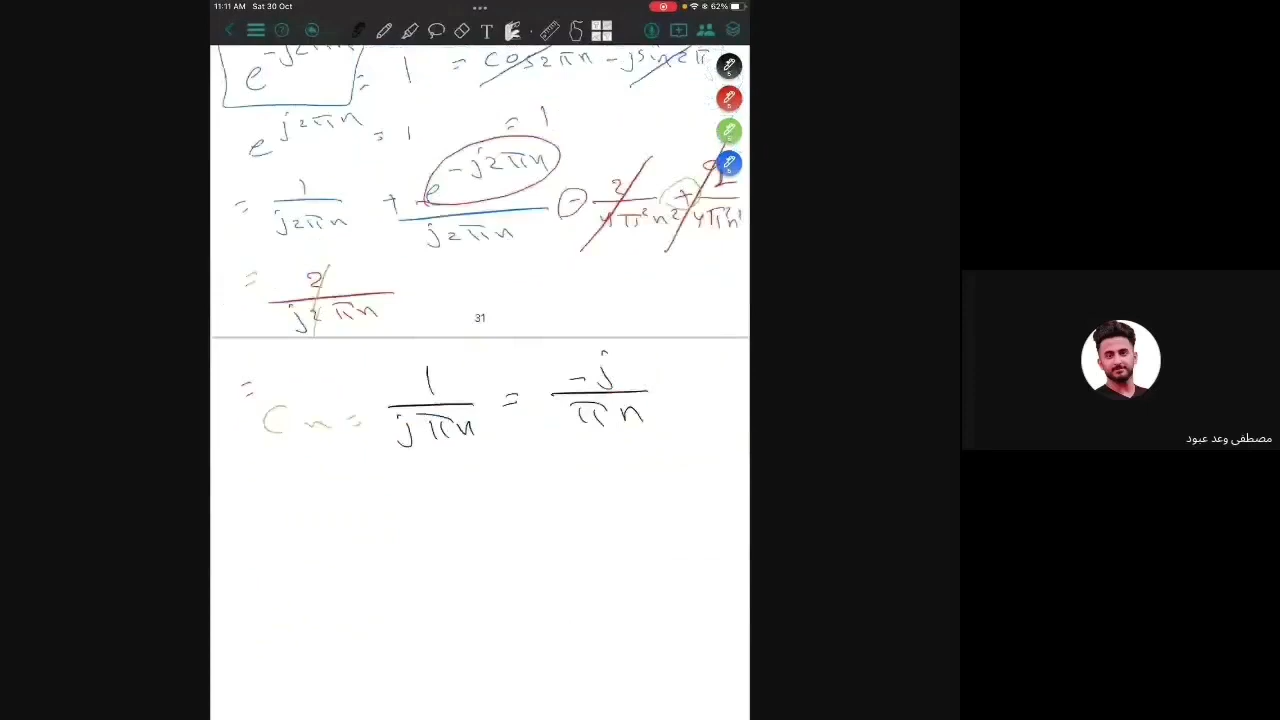 11:11 AM Sat 30 Oct
62%
e^{-j2πn} = 1 = cos2πn - jsin2π
e^{j2πn} = 1 = 1
= 1/j2πn + e^{-j2πn}/j2πn - 2/4π²n² + 2/4π²n²
= 2/j2πn
31
=
Cn = 1/jπn = -j/πn
مصطفى وعد عبود